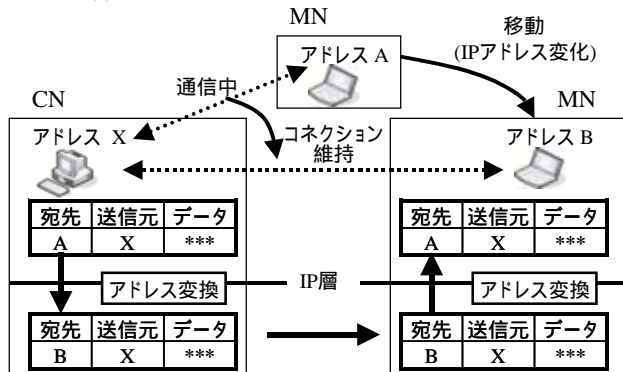 MN
アドレス A
移動
(IPアドレス変化)
通信中
CN
MN
アドレス X
コネクション
維持
アドレス B
宛先 送信元 データ
A X ***
宛先 送信元 データ
A X ***
アドレス変換
IP層
アドレス変換
宛先 送信元 データ
B X ***
宛先 送信元 データ
B X ***